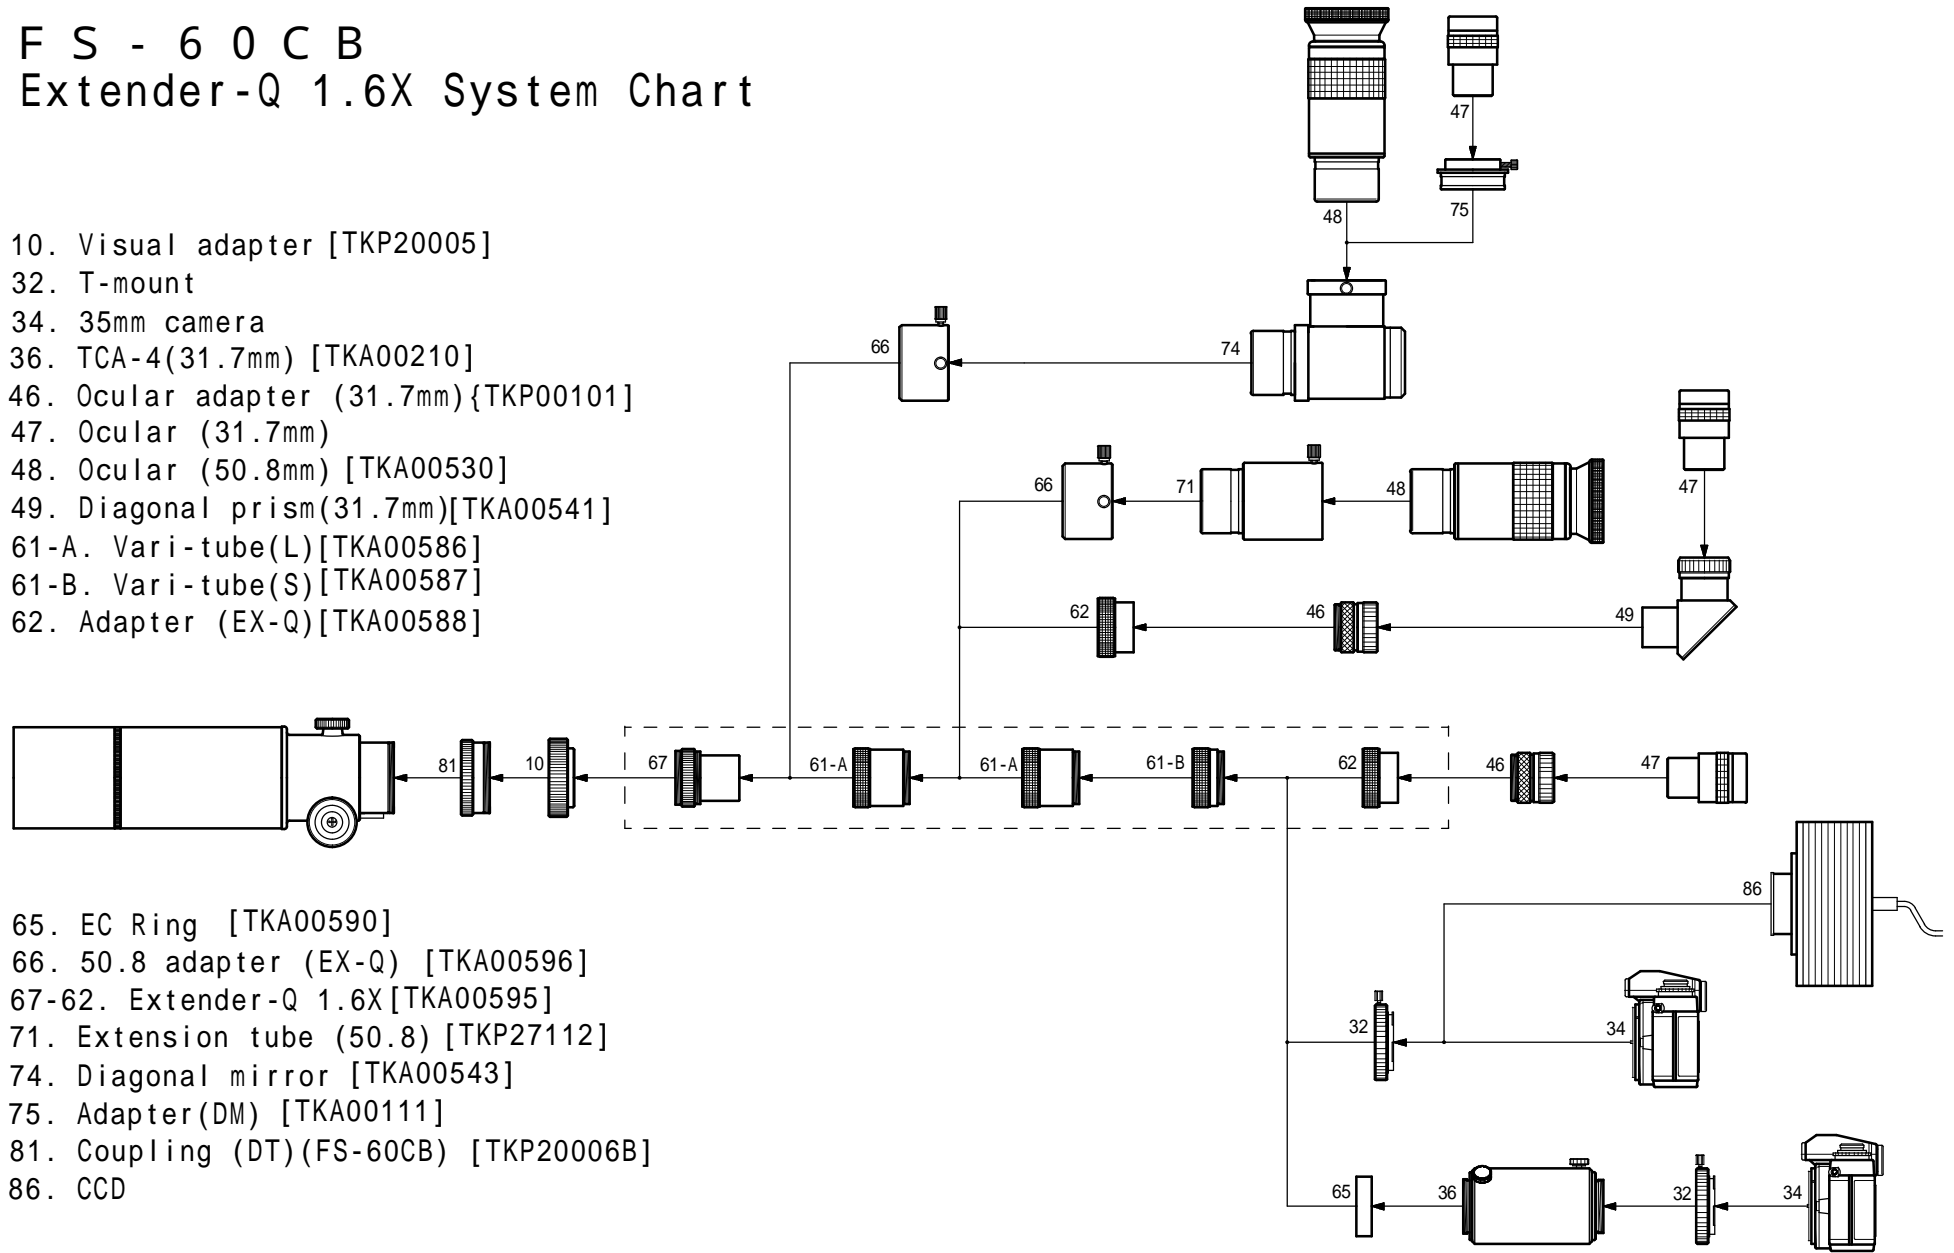 FS-60CB
Extender-Q 1.6X System Chart
10. Visual adapter [TKP20005]
32. T-mount
34. 35mm camera
36. TCA-4(31.7mm) [TKA00210]
46. Ocular adapter (31.7mm){TKP00101]
47. Ocular (31.7mm)
48. Ocular (50.8mm) [TKA00530]
49. Diagonal prism(31.7mm)[TKA00541]
61-A. Vari-tube(L)[TKA00586]
61-B. Vari-tube(S)[TKA00587]
62. Adapter (EX-Q)[TKA00588]
47
48
75
66
74
66
71
48
47
62
46
49
81
10
67
61-A
61-A
61-B
62
46
47
86
32
34
65
36
32
34
65. EC Ring [TKA00590]
66. 50.8 adapter (EX-Q) [TKA00596]
67-62. Extender-Q 1.6X[TKA00595]
71. Extension tube (50.8) [TKP27112]
74. Diagonal mirror [TKA00543]
75. Adapter(DM) [TKA00111]
81. Coupling (DT)(FS-60CB) [TKP20006B]
86. CCD